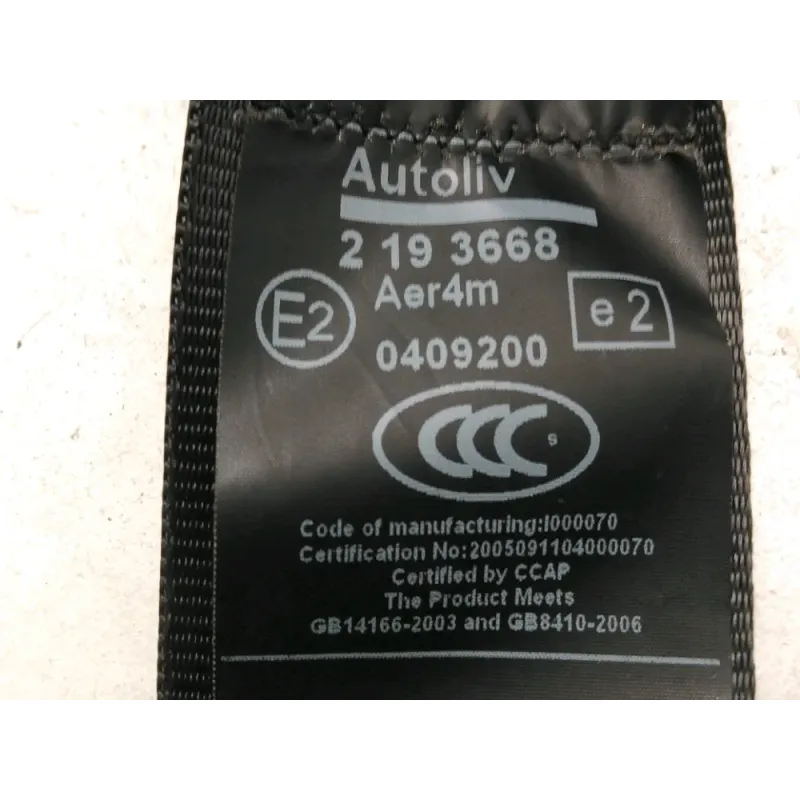 Autoliv
2 19 3668
E2 Aer4m e 2
0409200
CCC S
Code of manufacturing:I000070
Certification No:2005091104000070
Certified by CCAP
The Product Meets
GB14166-2003 and GB8410-2006